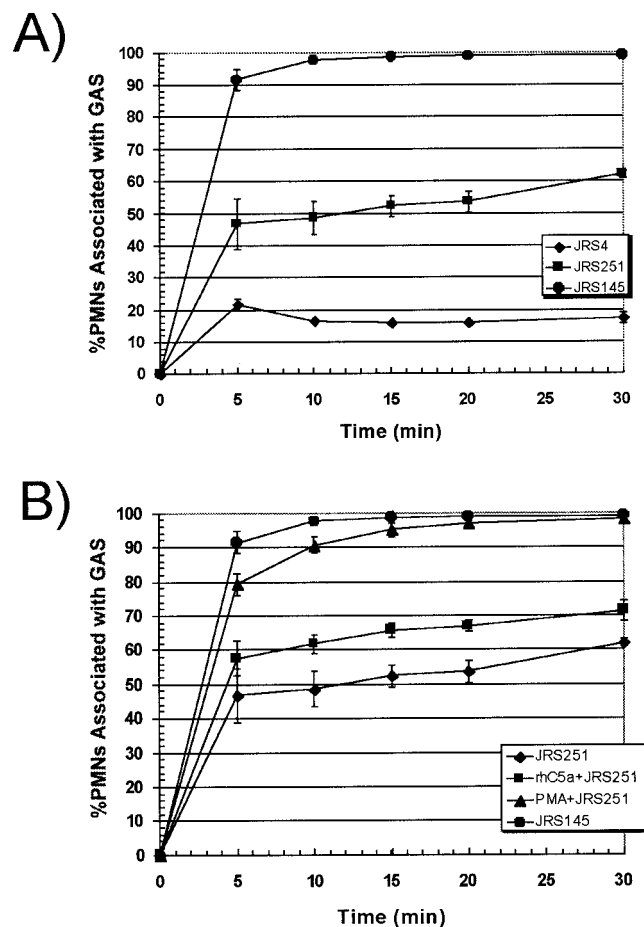 A)
%PMNs Associated with GAS
100
90
80
70
60
50
40
30
20
10
0
JRS4
JRS251
JRS145
0 5 10 15 20 25 30
Time (min)
B)
%PMNs Associated with GAS
100
90
80
70
60
50
40
30
20
10
0
JRS251
rhC5a+JRS251
PMA+JRS251
JRS145
0 5 10 15 20 25 30
Time (min)